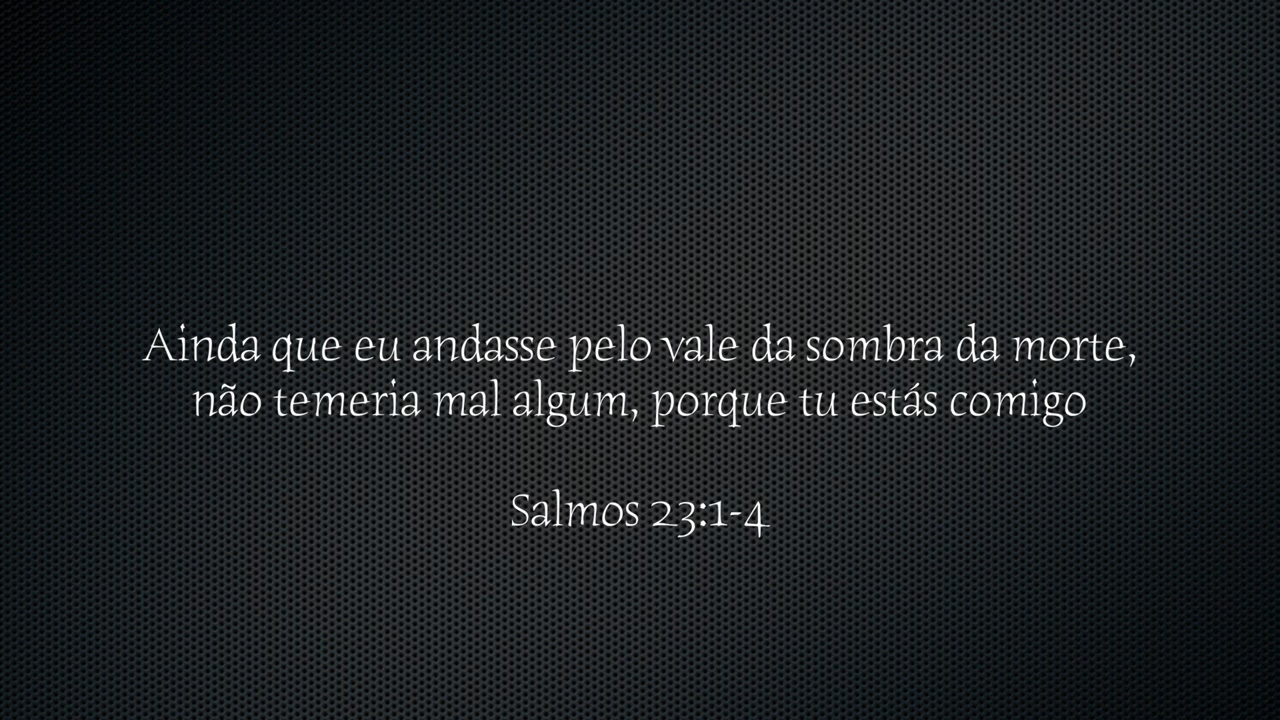 Ainda que eu andasse pelo vale da sombra da morte,
não temeria mal algum, porque tu estás comigo
Salmos 23:1-4